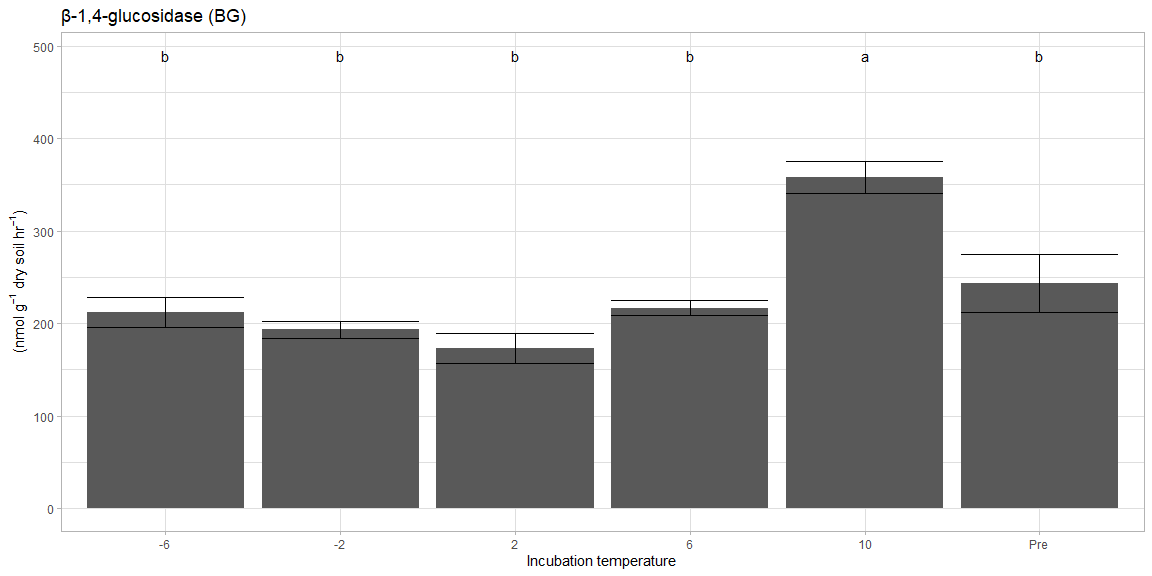 β-1,4-glucosidase (BG)
500
400
300
200
100
0
(nmol g⁻¹ dry soil hr⁻¹)
b b b b a b
-6 -2 2 6 10 Pre
Incubation temperature